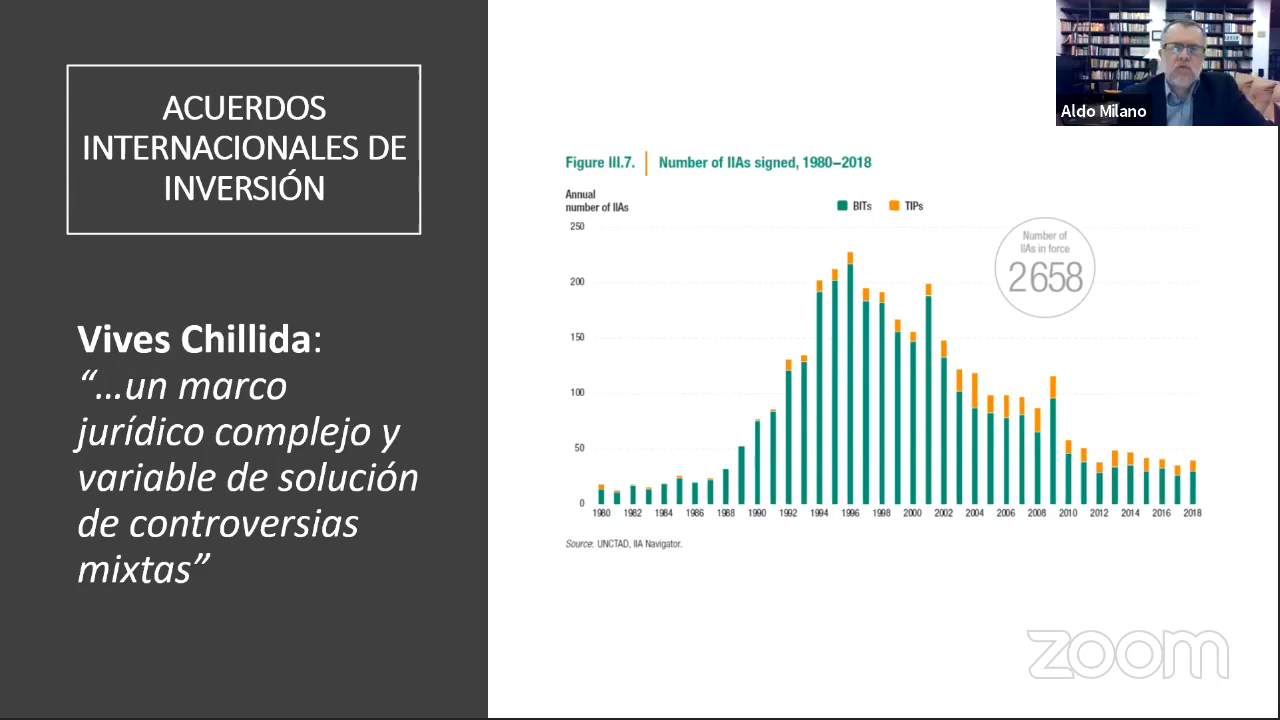 ACUERDOS
INTERNACIONALES DE
INVERSIÓN
Vives Chillida:
“…un marco
jurídico complejo y
variable de solución
de controversias
mixtas”
Aldo Milano
Figure III.7. Number of IIAs signed, 1980–2018
Annual
number of IIAs
BITs TIPs
Number of
IIAs in force
2 658
250
200
150
100
50
0
1980 1982 1984 1986 1988 1990 1992 1994 1996 1998 2000 2002 2004 2006 2008 2010 2012 2014 2016 2018
Source: UNCTAD, IIA Navigator.
zoom